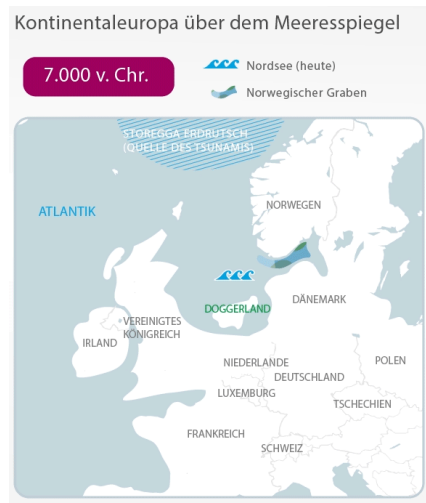 Kontinentaleuropa über dem Meeresspiegel
7.000 v. Chr.
Nordsee (heute)
Norwegischer Graben
STOREGGA ERDRUTSCH
(QUELLE DES TSUNAMIS)
ATLANTIK
NORWEGEN
DÄNEMARK
DOGGERLAND
VEREINIGTES
KÖNIGREICH
IRLAND
NIEDERLANDE
POLEN
DEUTSCHLAND
LUXEMBURG
TSCHECHIEN
FRANKREICH
SCHWEIZ